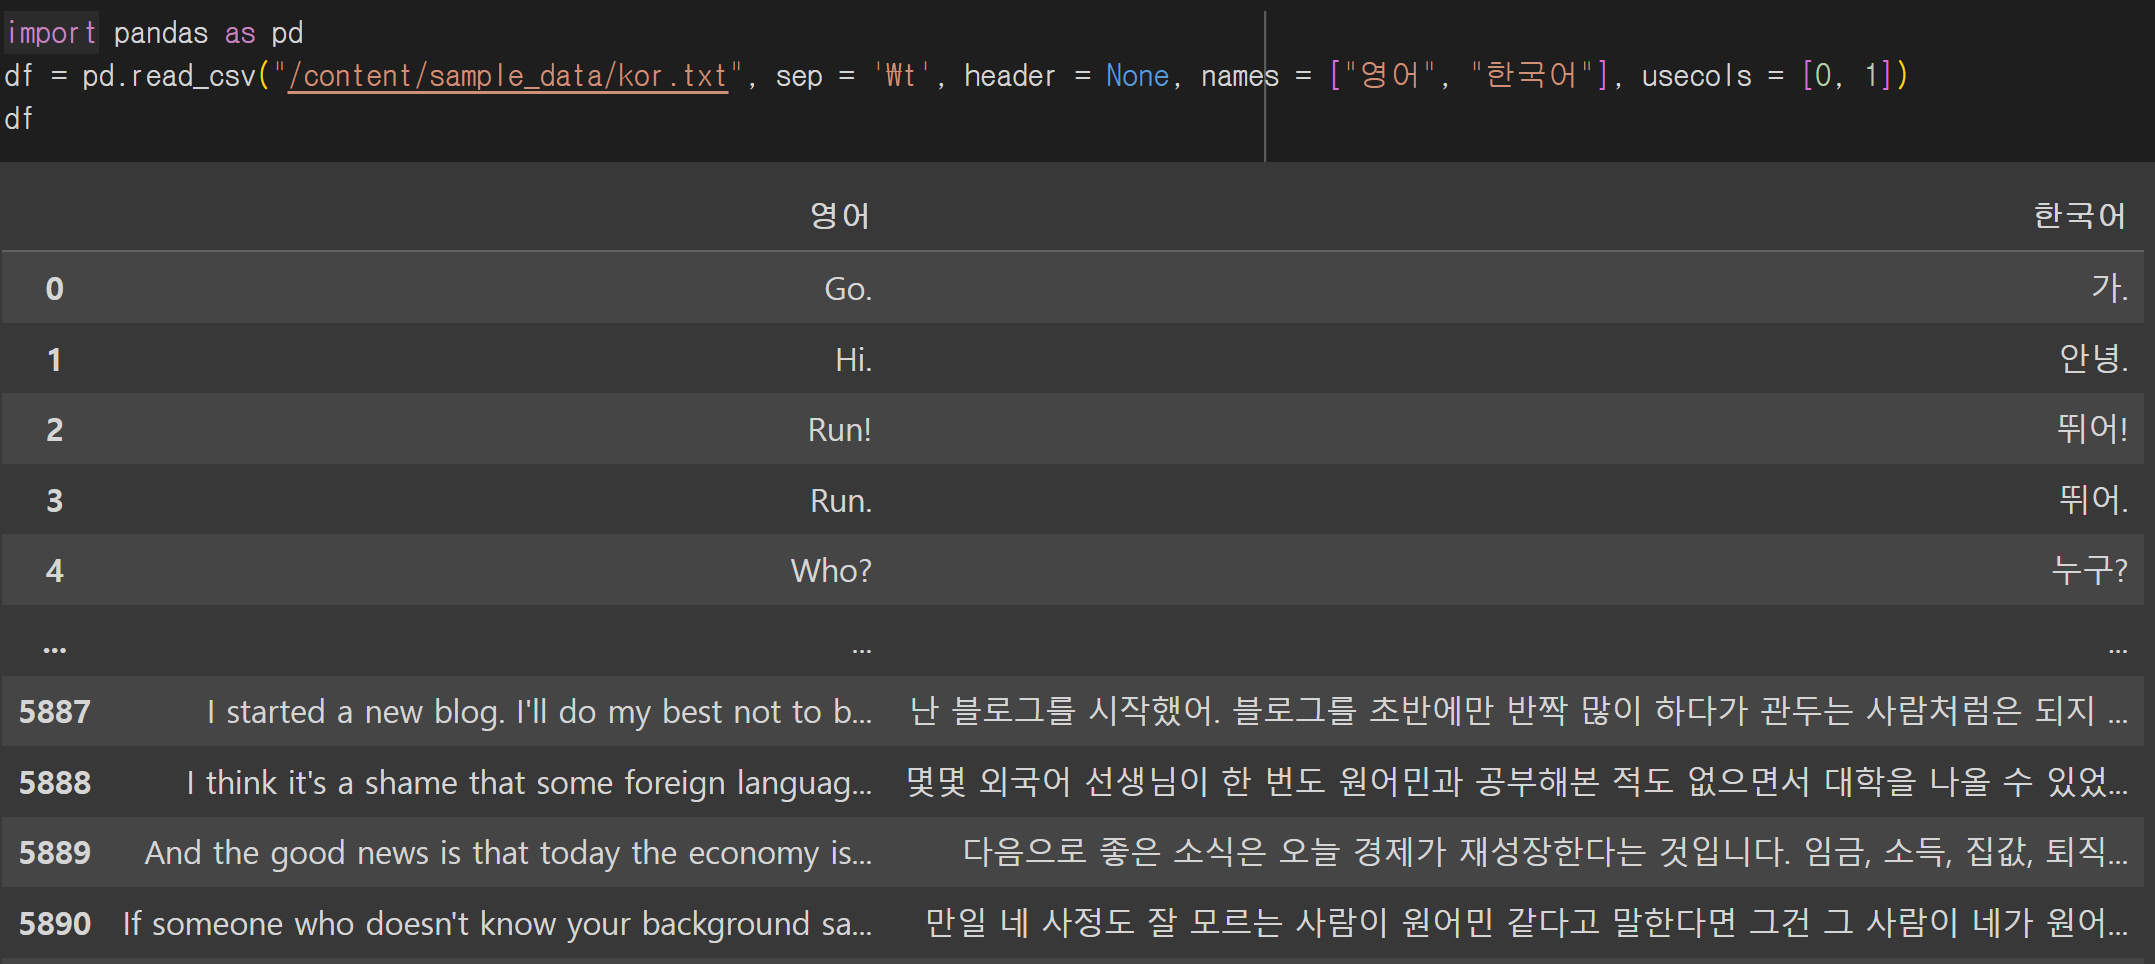 import pandas as pd
df = pd.read_csv("/content/sample_data/kor.txt", sep = '₩t', header = None, names = ["영어", "한국어"], usecols = [0, 1])
df
영어 한국어
0 Go. 가.
1 Hi. 안녕.
2 Run! 뛰어!
3 Run. 뛰어.
4 Who? 누구?
... ... ...
5887 I started a new blog. I'll do my best not to b... 난 블로그를 시작했어. 블로그를 초반에만 반짝 많이 하다가 관두는 사람처럼은 되지 ...
5888 I think it's a shame that some foreign languag... 몇몇 외국어 선생님이 한 번도 원어민과 공부해본 적도 없으면서 대학을 나올 수 있었...
5889 And the good news is that today the economy is... 다음으로 좋은 소식은 오늘 경제가 재성장한다는 것입니다. 임금, 소득, 집값, 퇴직...
5890 If someone who doesn't know your background sa... 만일 네 사정도 잘 모르는 사람이 원어민 같다고 말한다면 그건 그 사람이 네가 원어...